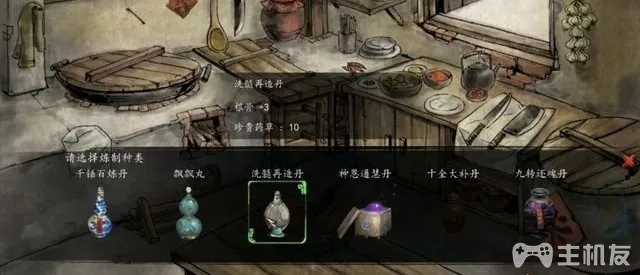 洗髓再造丹
根骨 +3
珍贵药草：10
请选择炼制种类
千锤百炼丹
飘飘丸
洗髓再造丹
神思通慧丹
十全大补丹
九转还魂丹
主机友